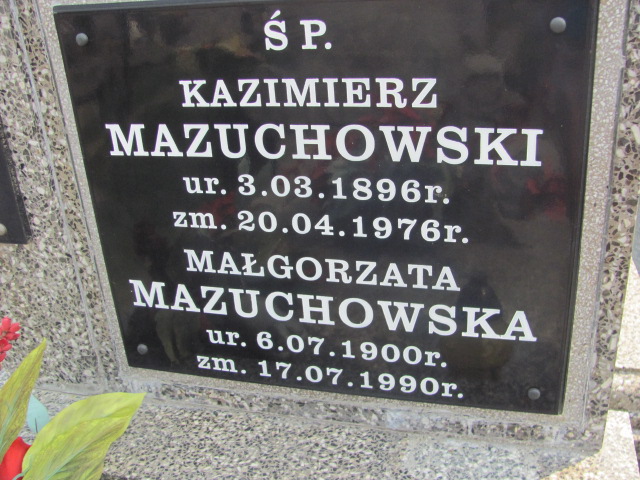 Ś P.
KAZIMIERZ
MAZUCHOWSKI
ur. 3.03.1896r.
zm. 20.04.1976r.
MAŁGORZATA
MAZUCHOWSKA
ur. 6.07.1900r.
zm. 17.07.1990r.